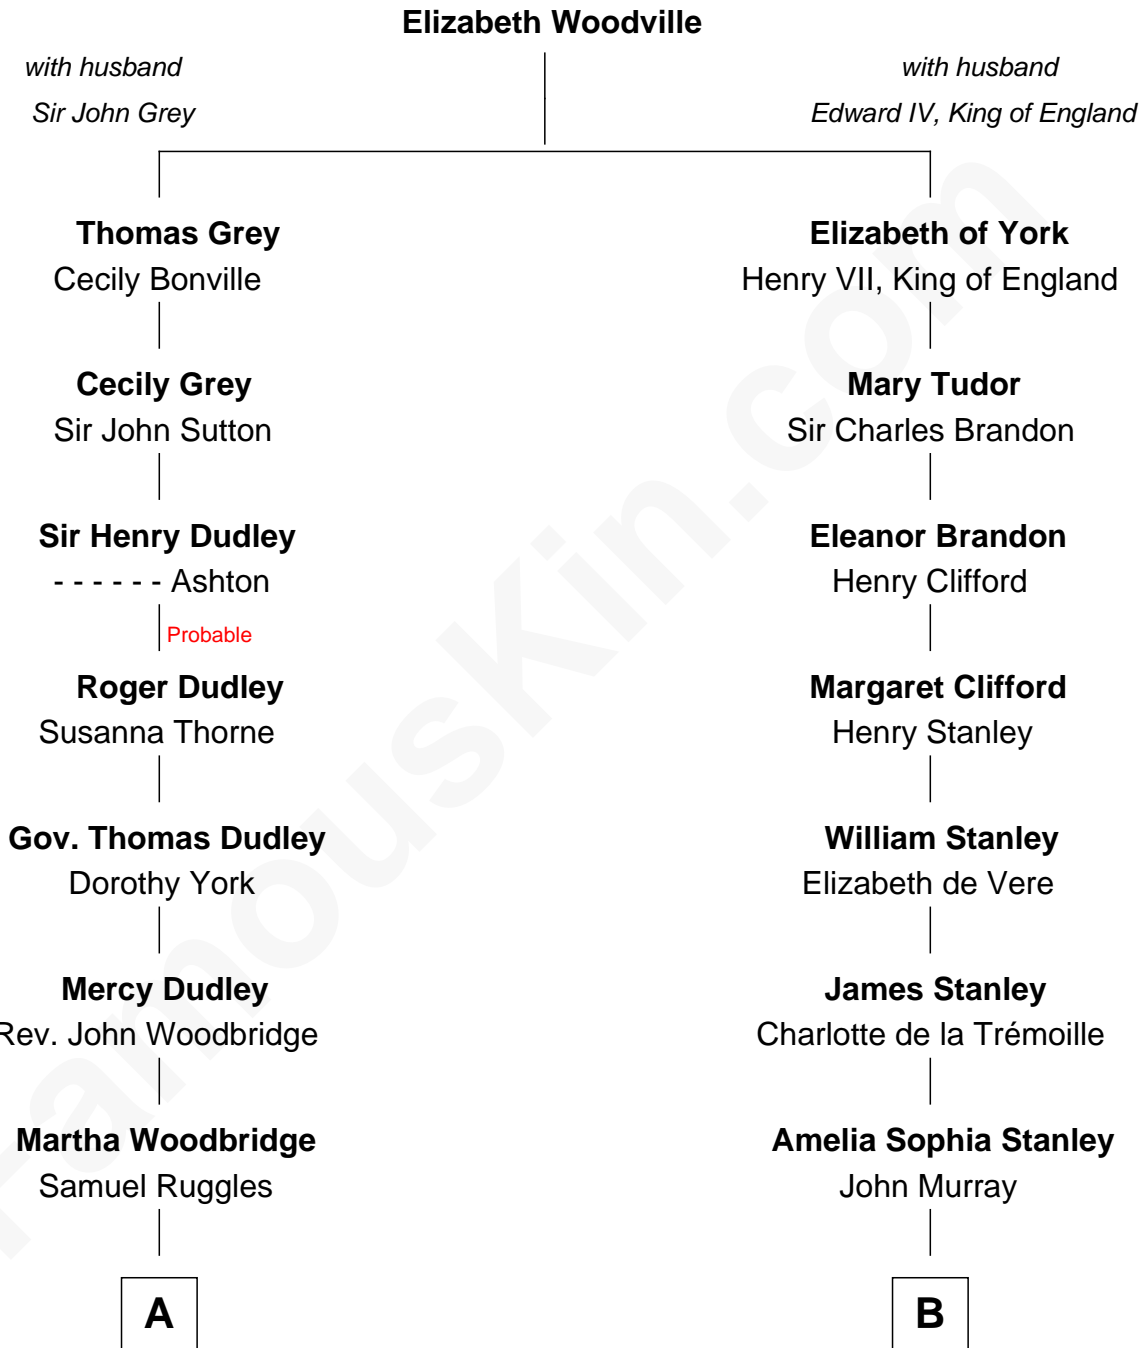 Elizabeth Woodville
with husband
Sir John Grey
with husband
Edward IV, King of England
Thomas Grey
Cecily Bonville
Elizabeth of York
Henry VII, King of England
Cecily Grey
Sir John Sutton
Mary Tudor
Sir Charles Brandon
Sir Henry Dudley
- - - - - - Ashton
Eleanor Brandon
Henry Clifford
Probable
Roger Dudley
Susanna Thorne
Margaret Clifford
Henry Stanley
Gov. Thomas Dudley
Dorothy York
William Stanley
Elizabeth de Vere
Mercy Dudley
Rev. John Woodbridge
James Stanley
Charlotte de la Trémoille
Martha Woodbridge
Samuel Ruggles
Amelia Sophia Stanley
John Murray
A
B
FamousKin.com